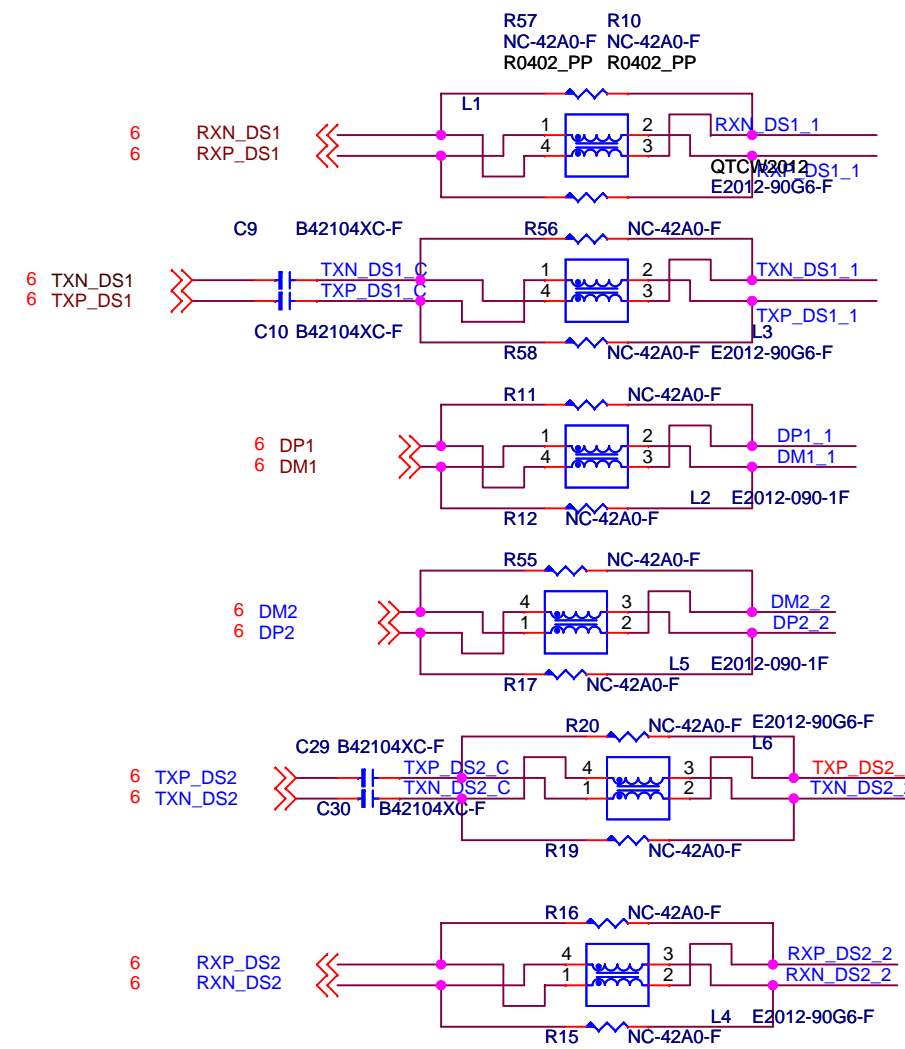 R57 R10
NC-42A0-F NC-42A0-F
R0402_PP R0402_PP
L1
6 RXN_DS1 1 2 RXN_DS1_1
6 RXP_DS1 4 3
QTCW2012 RXP_DS1_1
E2012-90G6-F
C9 B42104XC-F R56 NC-42A0-F
6 TXN_DS1 TXN_DS1_C 1 2 TXN_DS1_1
6 TXP_DS1 TXP_DS1_C 4 3
TXP_DS1_1
C10 B42104XC-F L3
R58 NC-42A0-F E2012-90G6-F
R11 NC-42A0-F
6 DP1 1 2 DP1_1
6 DM1 4 3 DM1_1
L2 E2012-090-1F
R12 NC-42A0-F
R55 NC-42A0-F
6 DM2 4 3 DM2_2
6 DP2 1 2 DP2_2
L5 E2012-090-1F
R17 NC-42A0-F
R20 NC-42A0-F E2012-90G6-F
C29 B42104XC-F L6
6 TXP_DS2 TXP_DS2_C 4 3 TXP_DS2_
6 TXN_DS2 TXN_DS2_C 1 2 TXN_DS2_
C30 B42104XC-F
R19 NC-42A0-F
R16 NC-42A0-F
6 RXP_DS2 4 3 RXP_DS2_2
6 RXN_DS2 1 2 RXN_DS2_2
L4 E2012-90G6-F
R15 NC-42A0-F